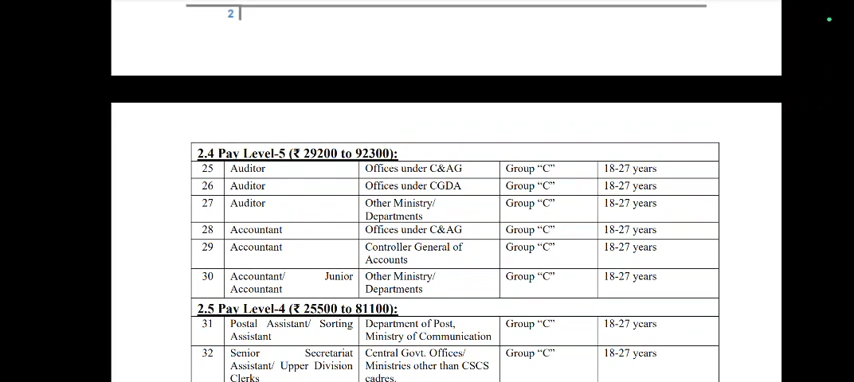 2
2.4 Pay Level-5 (₹ 29200 to 92300):
25 Auditor Offices under C&AG Group “C” 18-27 years
26 Auditor Offices under CGDA Group “C” 18-27 years
27 Auditor Other Ministry/ Group “C” 18-27 years
Departments
28 Accountant Offices under C&AG Group “C” 18-27 years
29 Accountant Controller General of Group “C” 18-27 years
Accounts
30 Accountant/ Junior Other Ministry/ Group “C” 18-27 years
Accountant Departments
2.5 Pay Level-4 (₹ 25500 to 81100):
31 Postal Assistant/ Sorting Department of Post, Group “C” 18-27 years
Assistant Ministry of Communication
32 Senior Secretariat Central Govt. Offices/ Group “C” 18-27 years
Assistant/ Upper Division Ministries other than CSCS
Clerks cadres.